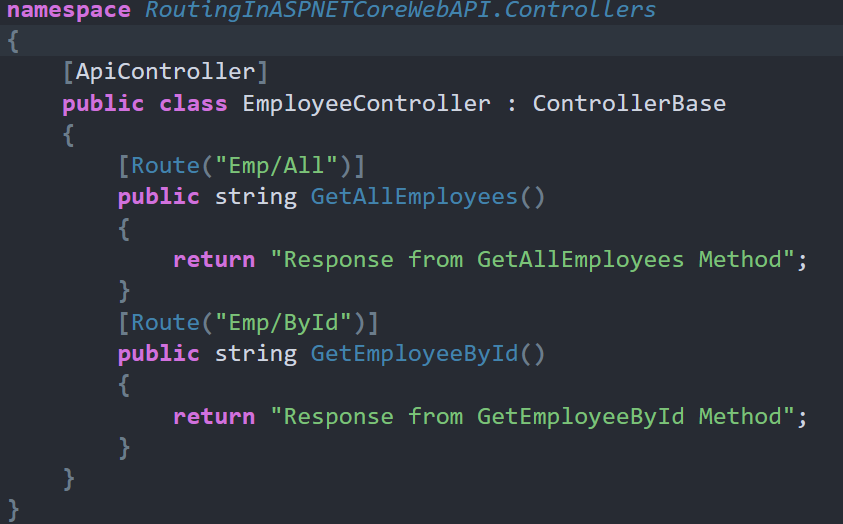 namespace RoutingInASPNETCoreWebAPI.Controllers
{
    [ApiController]
    public class EmployeeController : ControllerBase
    {
        [Route("Emp/All")]
        public string GetAllEmployees()
        {
            return "Response from GetAllEmployees Method";
        }
        [Route("Emp/ById")]
        public string GetEmployeeById()
        {
            return "Response from GetEmployeeById Method";
        }
    }
}